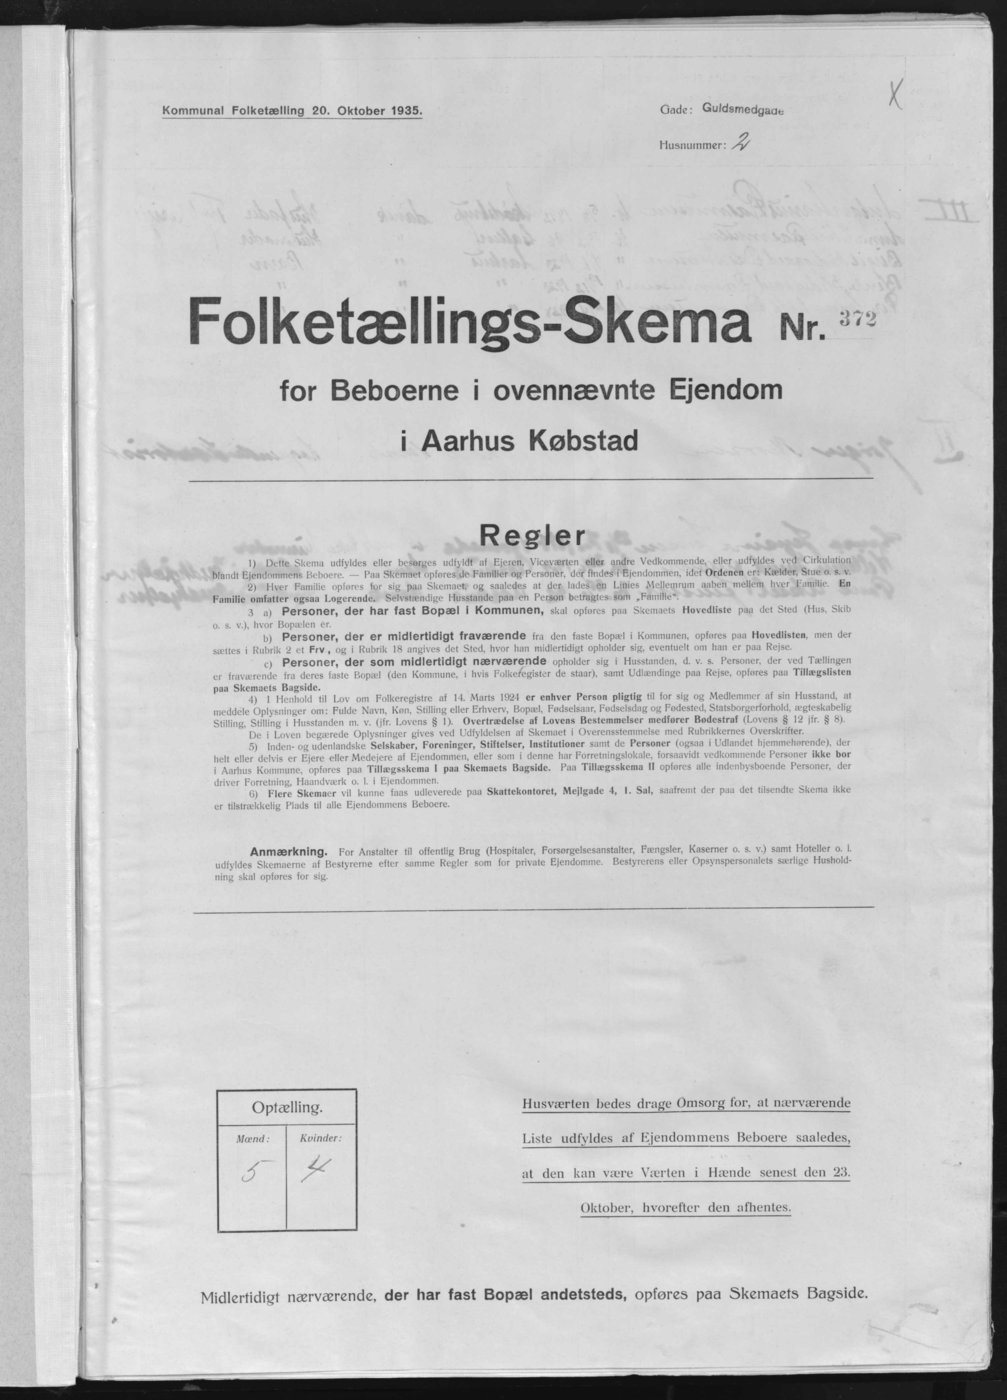 Kommunal Folketælling 20. Oktober 1935.
Gade: Guldsmedgade
Husnummer: 2
X
Folketællings-Skema Nr. 372
for Beboerne i ovennævnte Ejendom
i Aarhus Købstad
Regler
1) Dette Skema udfyldes eller besørges udfyldt af Ejeren, Viceværten eller andre Vedkommende, eller udfyldes ved Cirkulation
blandt Ejendommens Beboere. — Paa Skemaet opføres de Familier og Personer, der findes i Ejendommen, idet Ordenen er: Kælder, Stue o. s. v.
2) Hver Familie opføres for sig paa Skemaet, og saaledes at der lades en Linies Mellemrum aaben mellem hver Familie. En
Familie omfatter ogsaa Logerende. Selvstændige Husstande paa en Person betragtes som „Familie“.
3 a) Personer, der har fast Bopæl i Kommunen, skal opføres paa Skemaets Hovedliste paa det Sted (Hus, Skib
o. s. v.), hvor Bopælen er.
b) Personer, der er midlertidigt fraværende fra den faste Bopæl i Kommunen, opføres paa Hovedlisten, men der
sættes i Rubrik 2 et Frv, og i Rubrik 18 angives det Sted, hvor han midlertidigt opholder sig, eventuelt om han er paa Rejse.
c) Personer, der som midlertidigt nærværende opholder sig i Husstanden, d. v. s. Personer, der ved Tællingen
er fraværende fra deres faste Bopæl (den Kommune, i hvis Folkeregister de staar), samt Udlændinge paa Rejse, opføres paa Tillægslisten
paa Skemaets Bagside.
4) I Henhold til Lov om Folkeregistre af 14. Marts 1924 er enhver Person pligtig til for sig og Medlemmer af sin Husstand, at
meddele Oplysninger om: Fulde Navn, Køn, Stilling eller Erhverv, Bopæl, Fødselsaar, Fødselsdag og Fødested, Statsborgerforhold, ægteskabelig
Stilling, Stilling i Husstanden m. v. (jfr. Lovens § 1). Overtrædelse af Lovens Bestemmelser medfører Bødestraf (Lovens § 12 jfr. § 8).
De i Loven begærede Oplysninger gives ved Udfyldelsen af Skemaet i Overensstemmelse med Rubrikkernes Overskrifter.
5) Inden- og udenlandske Selskaber, Foreninger, Stiftelser, Institutioner samt de Personer (ogsaa i Udlandet hjemmehørende), der
helt eller delvis er Ejere eller Medejere af Ejendommen, eller som i denne har Forretningslokale, forsaavidt vedkommende Personer ikke bor
i Aarhus Kommune, opføres paa Tillægsskema I paa Skemaets Bagside. Paa Tillægsskema II opføres alle indenbysboende Personer, der
driver Forretning, Haandværk o. l. i Ejendommen.
6) Flere Skemaer vil kunne faas udleverede paa Skattekontoret, Mejlgade 4, 1. Sal, saafremt der paa det tilsendte Skema ikke
er tilstrækkelig Plads til alle Ejendommens Beboere.
Anmærkning. For Anstalter til offentlig Brug (Hospitaler, Forsørgelsesanstalter, Fængsler, Kaserner o. s. v.) samt Hoteller o. l.
udfyldes Skemaerne af Bestyrerne efter samme Regler som for private Ejendomme. Bestyrerens eller Opsynspersonalets særlige Hushold-
ning skal opføres for sig.
Optælling.
Mænd: Kvinder:
5 4
Husværten bedes drage Omsorg for, at nærværende
Liste udfyldes af Ejendommens Beboere saaledes,
at den kan være Værten i Hænde senest den 23.
Oktober, hvorefter den afhentes.
Midlertidigt nærværende, der har fast Bopæl andetsteds, opføres paa Skemaets Bagside.